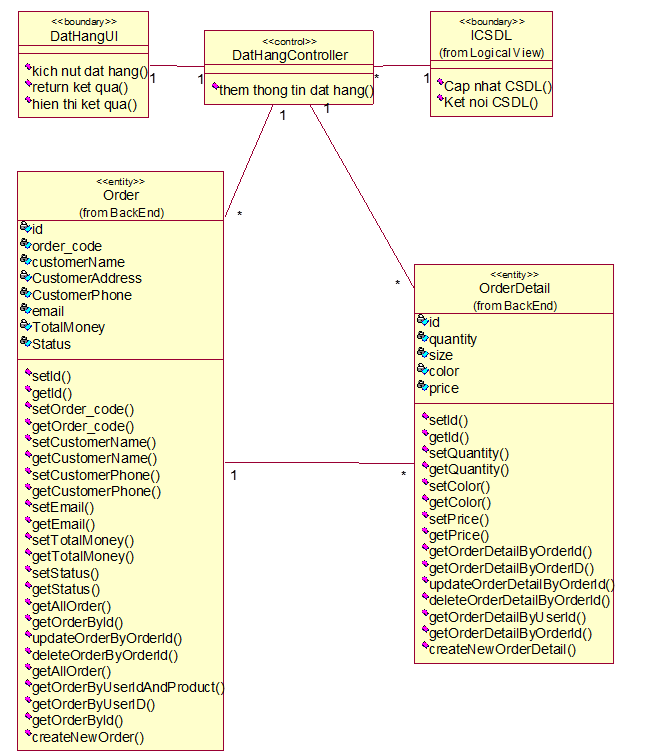 <<boundary>>
DatHangUI
kich nut dat hang()
return ket qua()
hien thi ket qua()
1
1
<<control>>
DatHangController
them thong tin dat hang()
*
1
<<boundary>>
ICSDL
(from Logical View)
Cap nhat CSDL()
Ket noi CSDL()
1
1
*
*
<<entity>>
Order
(from BackEnd)
id
order_code
customerName
CustomerAddress
CustomerPhone
email
TotalMoney
Status
setId()
getId()
setOrder_code()
getOrder_code()
setCustomerName()
getCustomerName()
setCustomerPhone()
getCustomerPhone()
setEmail()
getEmail()
setTotalMoney()
getTotalMoney()
setStatus()
getStatus()
getAllOrder()
getOrderById()
updateOrderByOrderId()
deleteOrderByOrderId()
getAllOrder()
getOrderByUserIdAndProduct()
getOrderByUserID()
getOrderById()
createNewOrder()
1
*
<<entity>>
OrderDetail
(from BackEnd)
id
quantity
size
color
price
setId()
getId()
setQuantity()
getQuantity()
setColor()
getColor()
setPrice()
getPrice()
getOrderDetailByOrderId()
getOrderDetailByOrderID()
updateOrderDetailByOrderId()
deleteOrderDetailByOrderId()
getOrderDetailByUserId()
getOrderDetailByOrderId()
createNewOrderDetail()